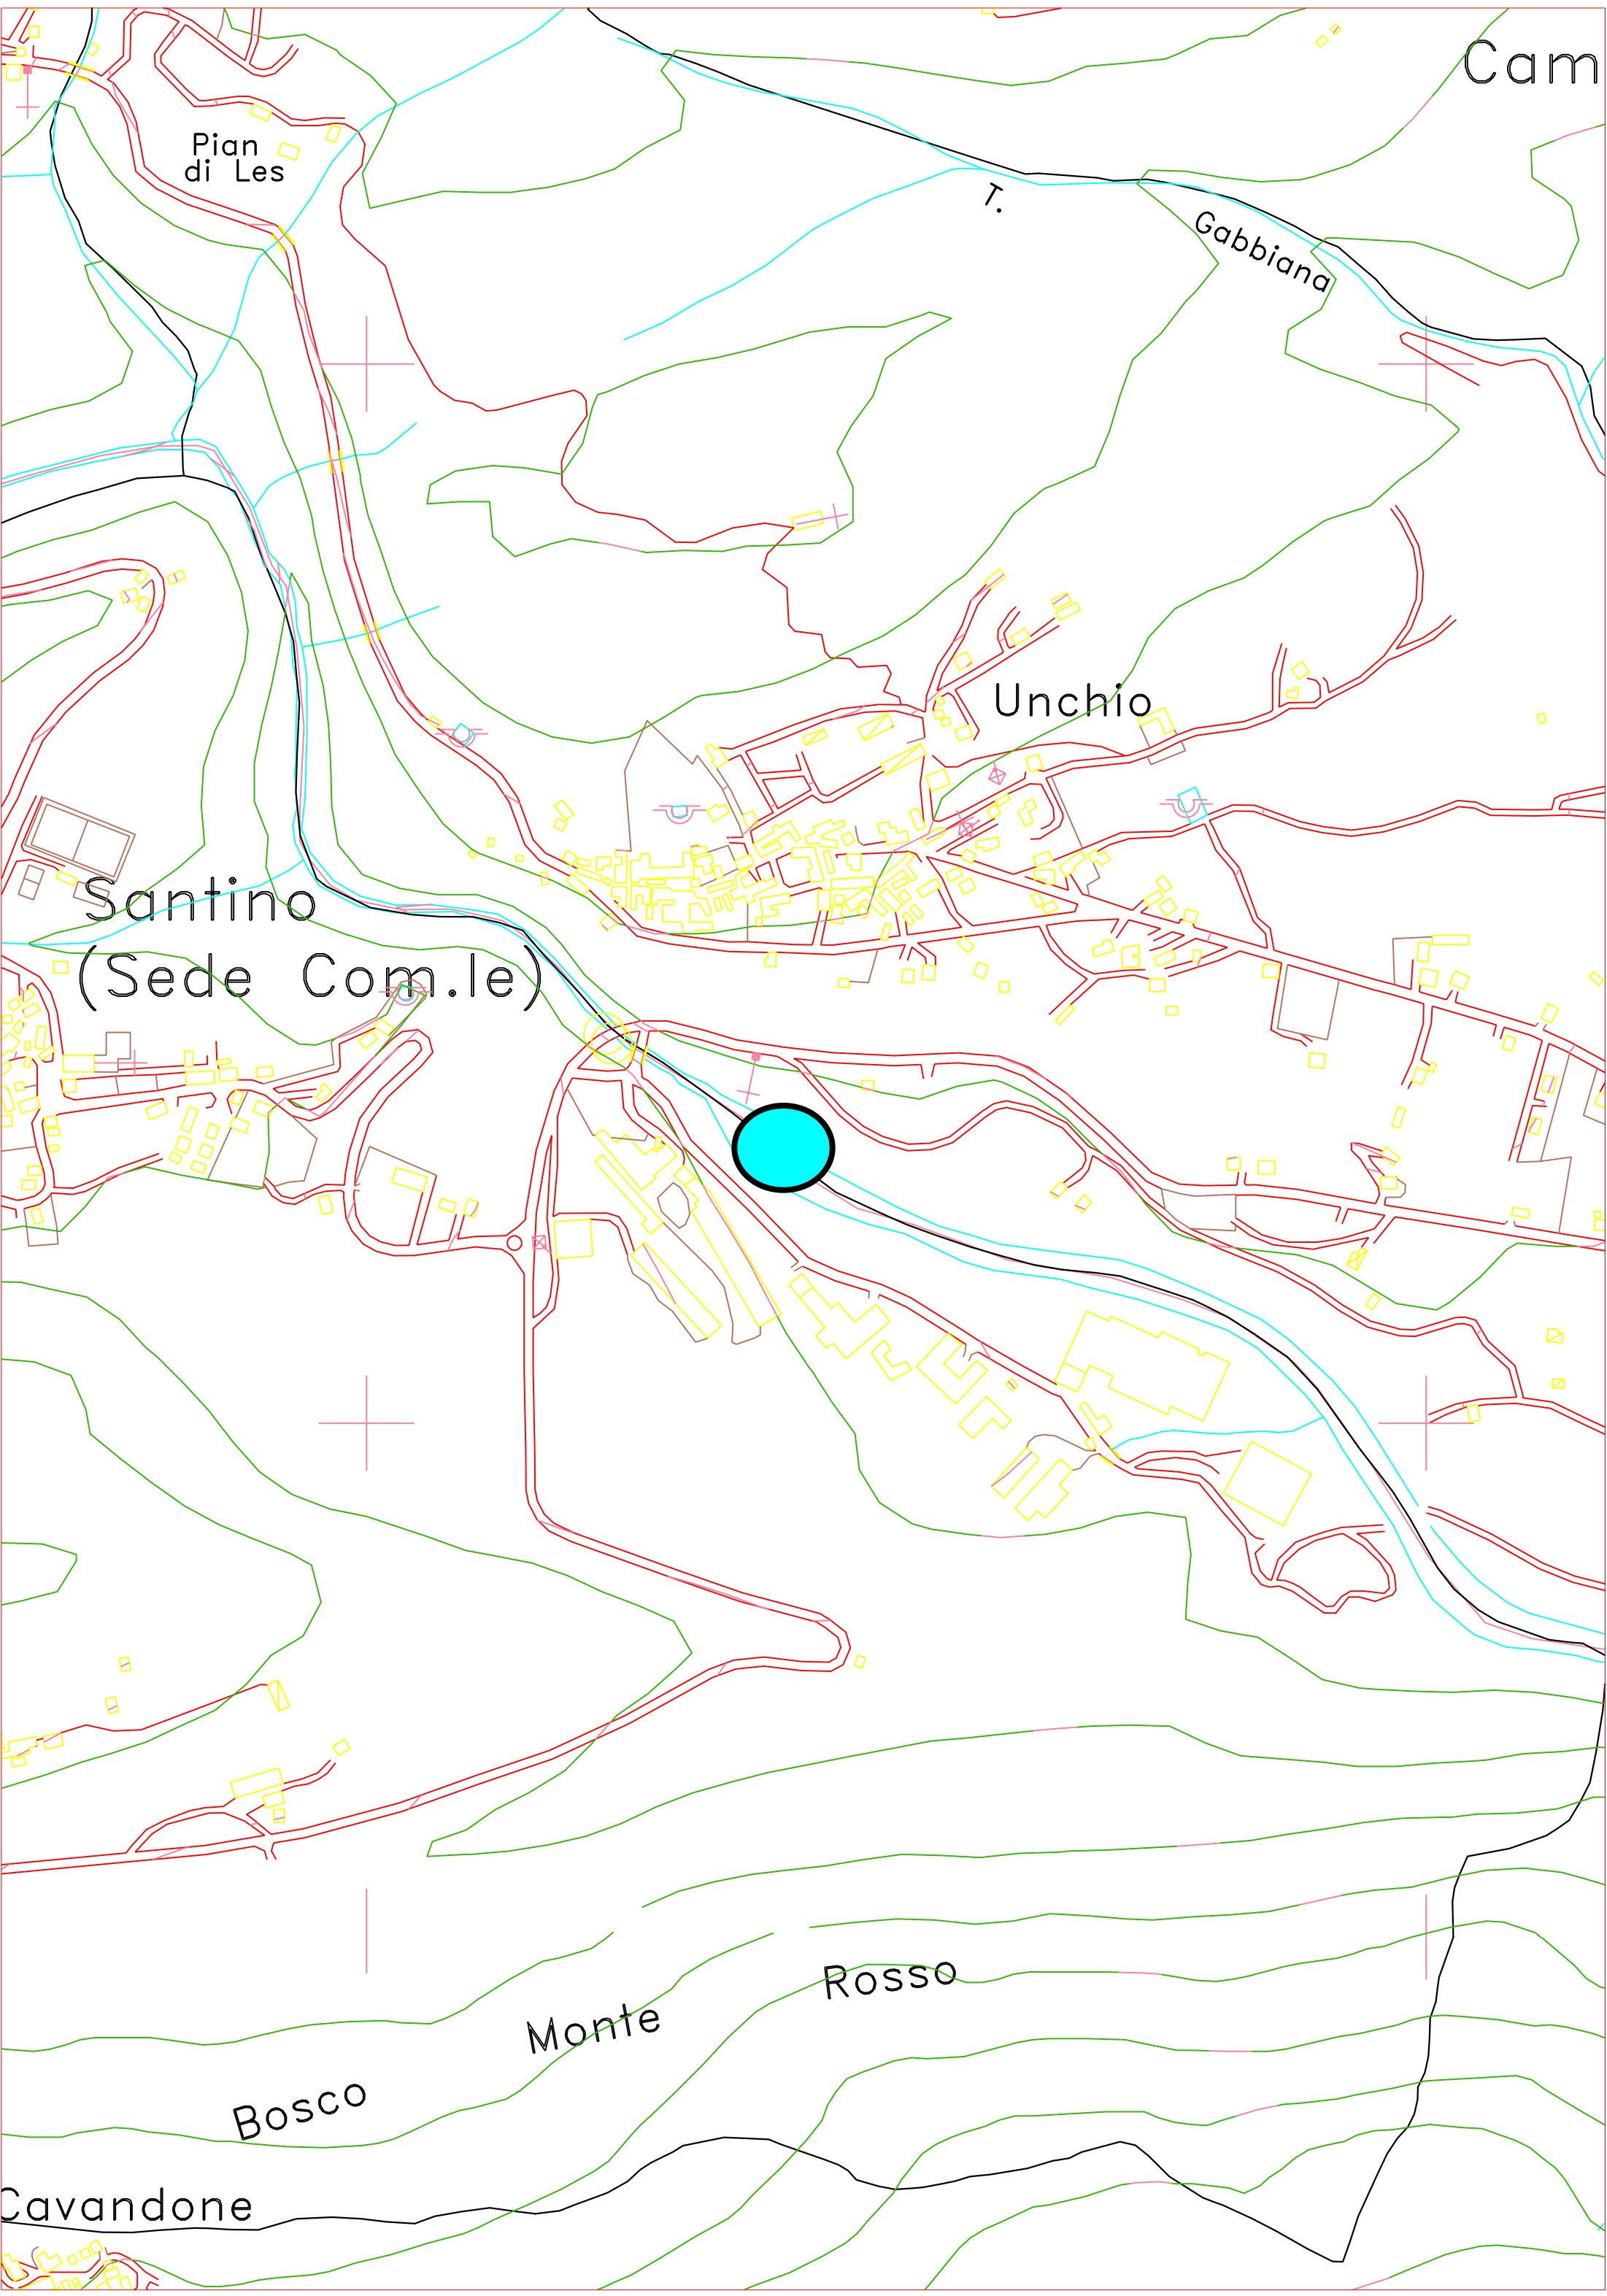 Cam
Pian
di Les
T.
Gabbiana
Unchio
Santino
(Sede Com.le)
Rosso
Monte
Bosco
Cavandone